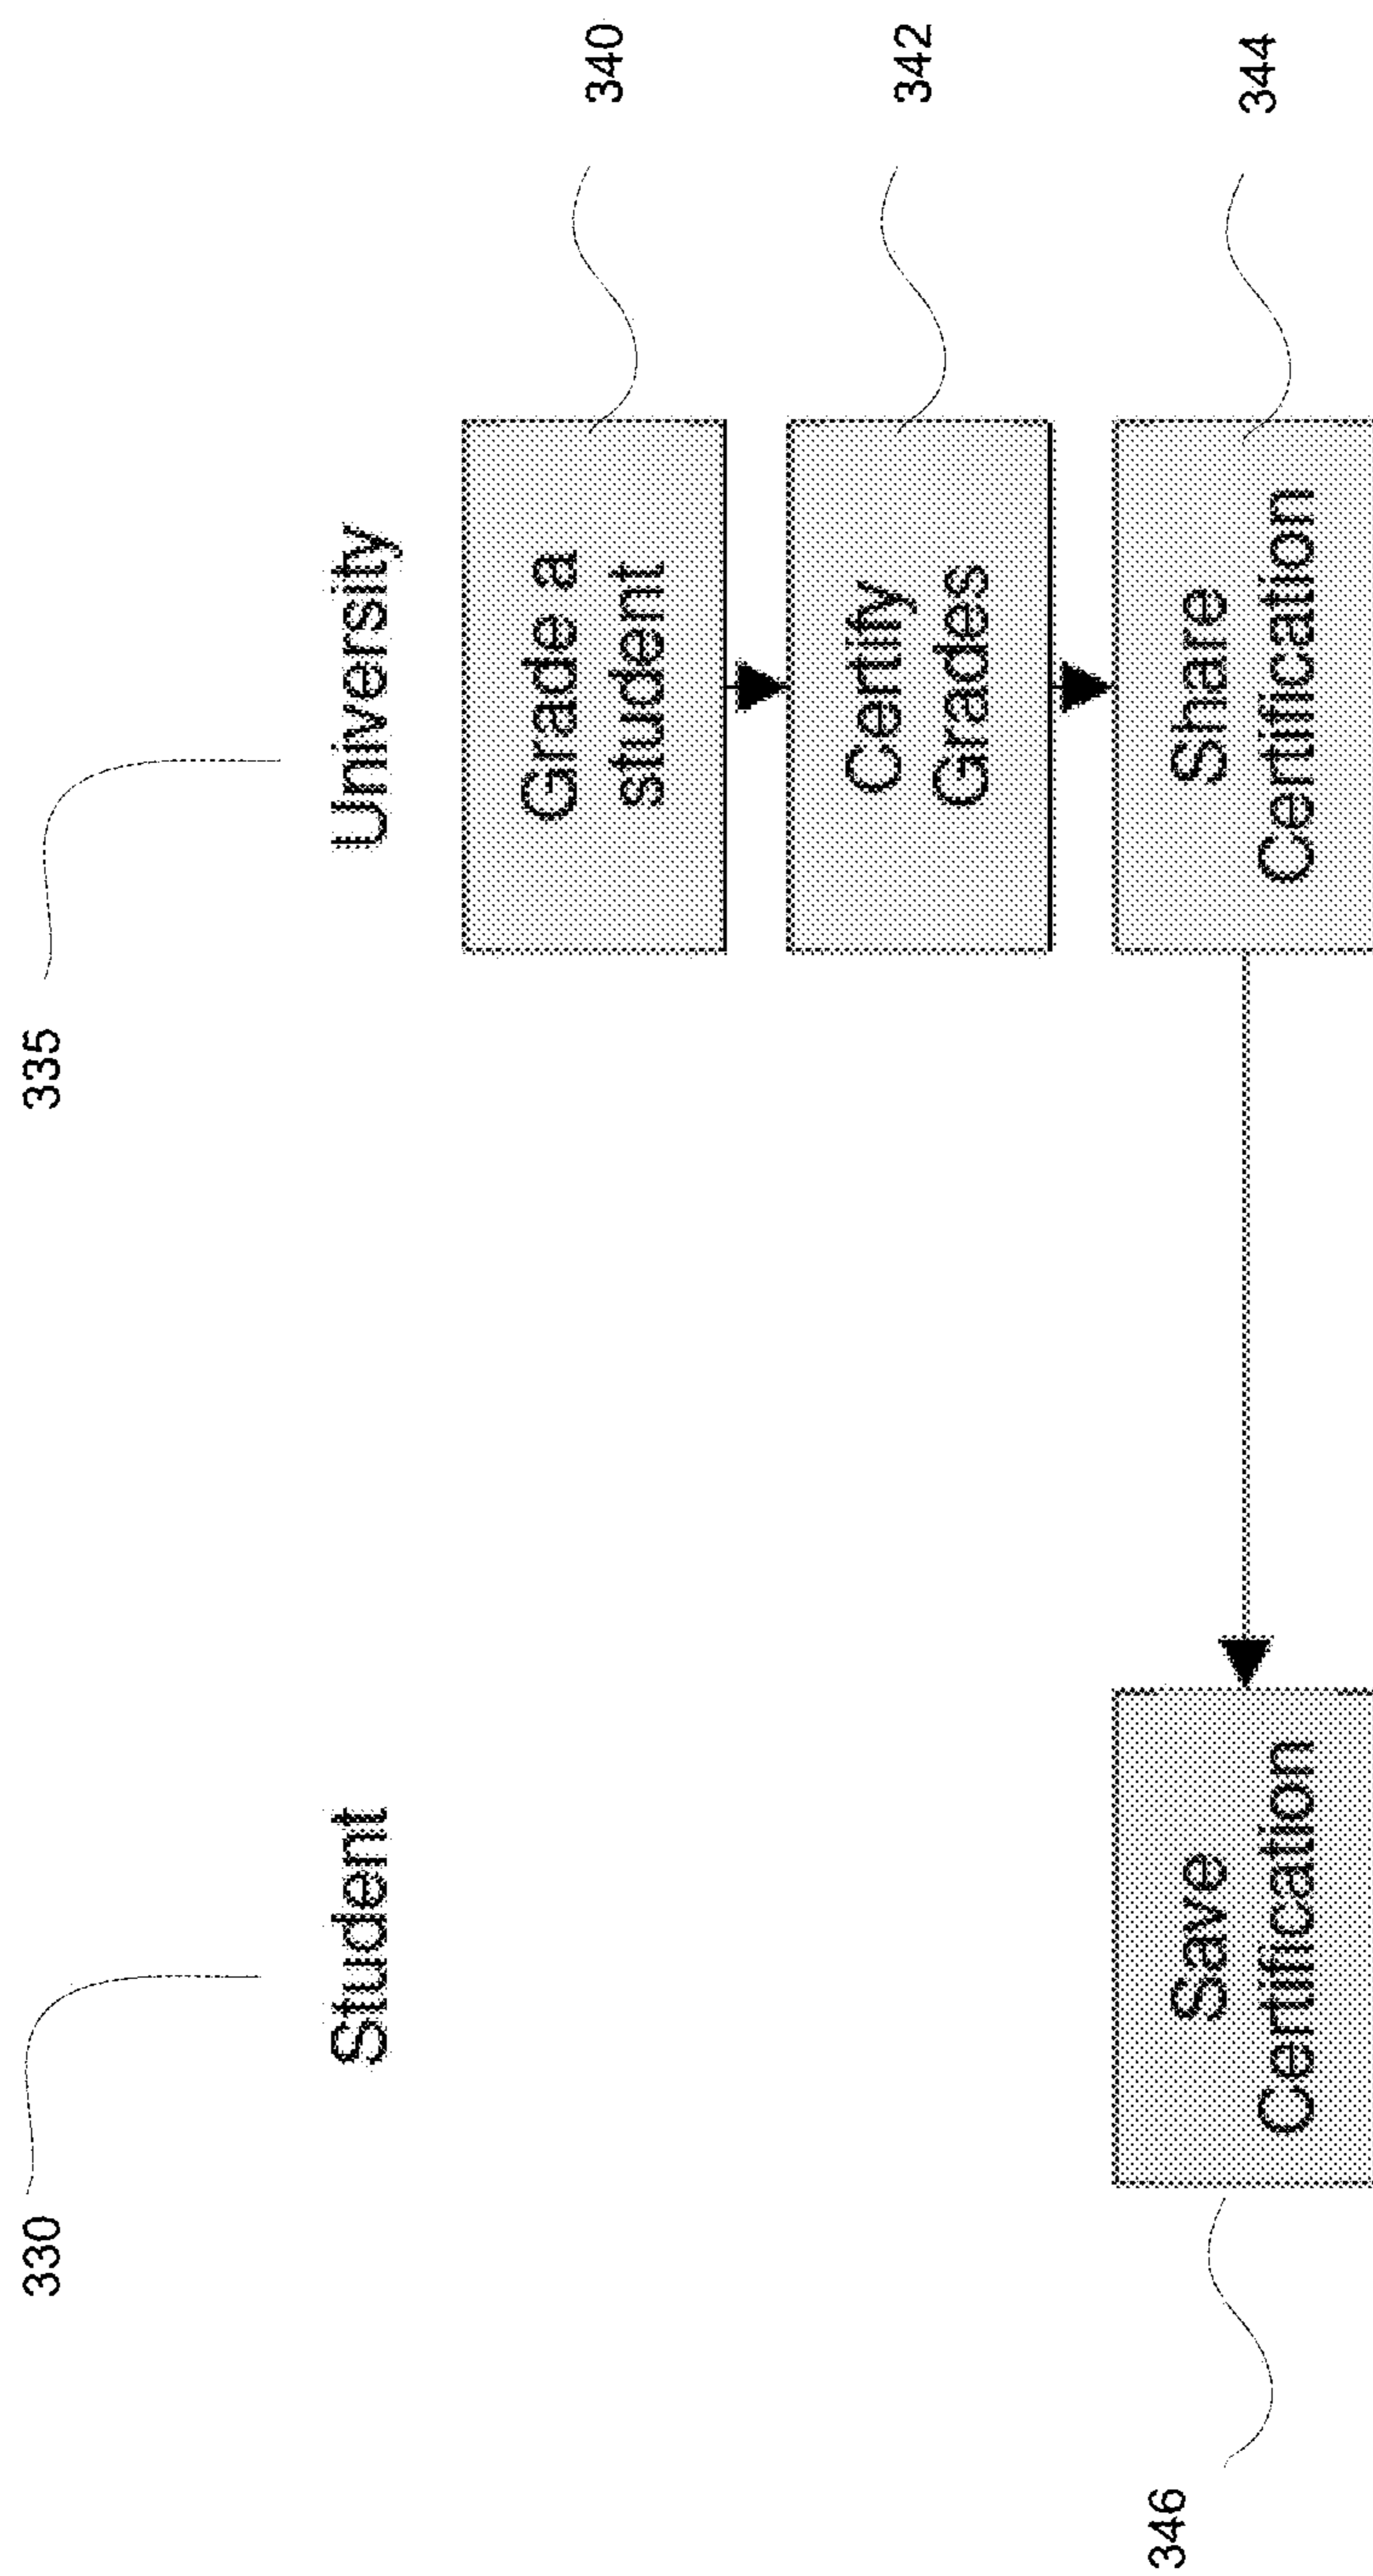 330
335
Student
University
Grade a
student
340
Certify
Grades
342
Save
Certification
346
Share
Certification
344